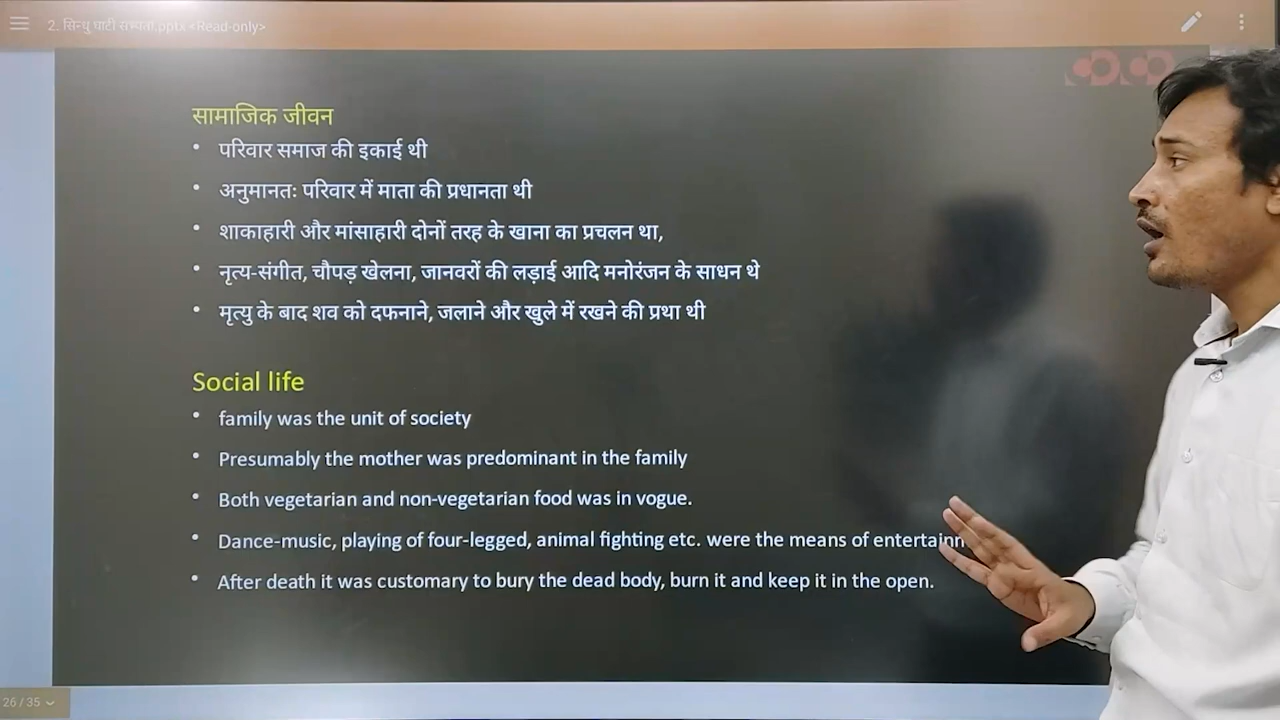 2. सिन्धु घाटी सभ्यता.pptx <Read-only>
सामाजिक जीवन
• परिवार समाज की इकाई थी
• अनुमानतः परिवार में माता की प्रधानता थी
• शाकाहारी और मांसाहारी दोनों तरह के खाना का प्रचलन था,
• नृत्य-संगीत, चौपड़ खेलना, जानवरों की लड़ाई आदि मनोरंजन के साधन थे
• मृत्यु के बाद शव को दफनाने, जलाने और खुले में रखने की प्रथा थी
Social life
• family was the unit of society
• Presumably the mother was predominant in the family
• Both vegetarian and non-vegetarian food was in vogue.
• Dance-music, playing of four-legged, animal fighting etc. were the means of
• After death it was customary to bury the dead body, burn it and keep it in the open.
26 / 35